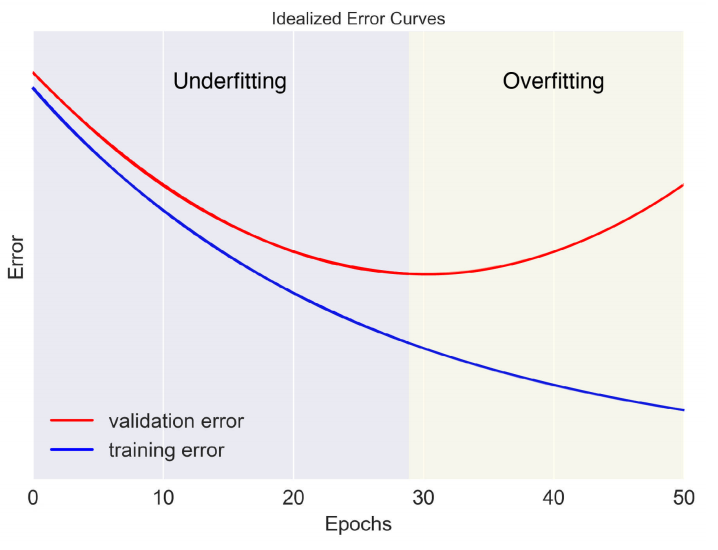 Idealized Error Curves
Underfitting
Overfitting
Error
validation error
training error
0 10 20 30 40 50
Epochs